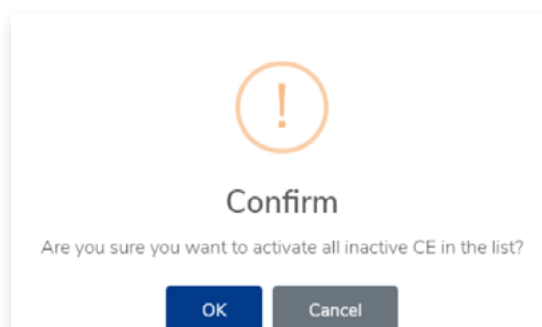 !
Confirm
Are you sure you want to activate all inactive CE in the list?
OK Cancel